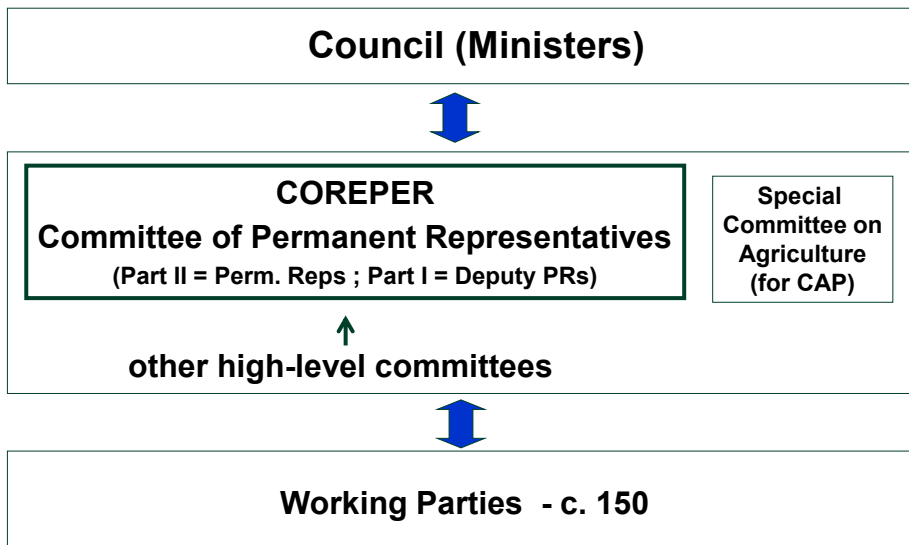 Council (Ministers)
COREPER
Committee of Permanent Representatives
(Part II = Perm. Reps ; Part I = Deputy PRs)
Special
Committee on
Agriculture
(for CAP)
other high-level committees
Working Parties  - c. 150